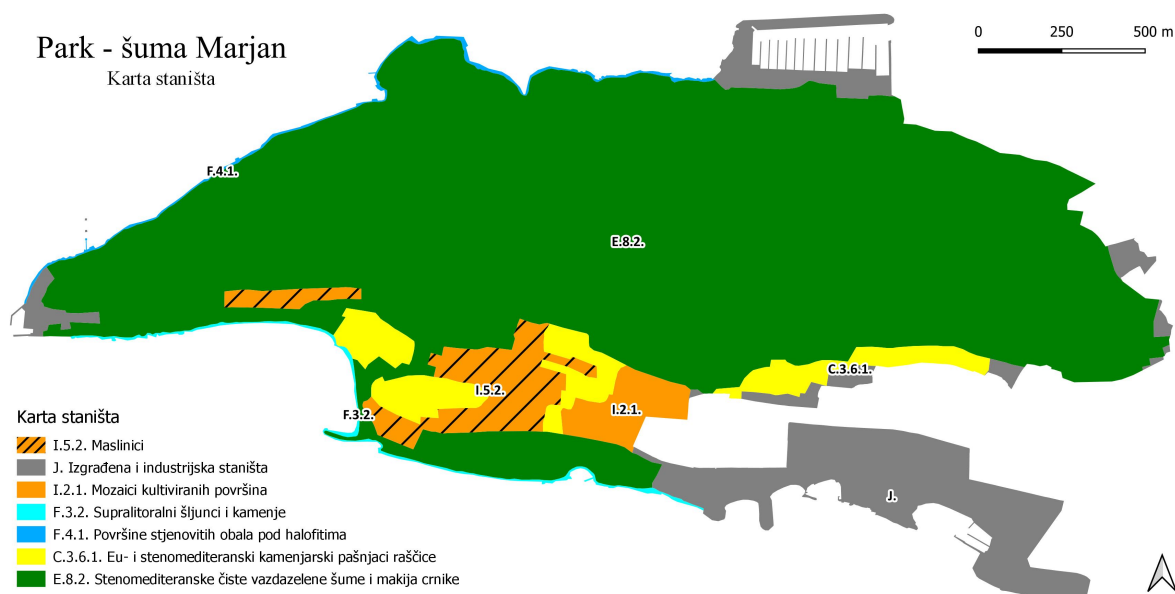 Park - šuma Marjan
Karta staništa
0 250 500 m
F.4.1.
E.8.2.
C.3.6.1.
I.5.2.
I.2.1.
F.3.2.
J.
Karta staništa
I.5.2. Maslinici
J. Izgrađena i industrijska staništa
I.2.1. Mozaici kultiviranih površina
F.3.2. Supralitoralni šljunci i kamenje
F.4.1. Površine stjenovitih obala pod halofitima
C.3.6.1. Eu- i stenomediteranski kamenjarski pašnjaci raščice
E.8.2. Stenomediteranske čiste vazdazelene šume i makija crnike